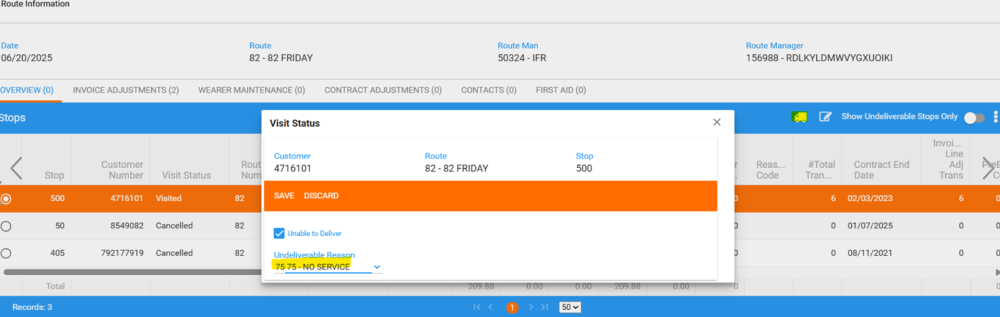 Route Information
Date Route Route Man Route Manager
06/20/2025 82 - 82 FRIDAY 50324 - IFR 156988 - RDLKYLDMWVYGXUOIKI
OVERVIEW (0) INVOICE ADJUSTMENTS (2) WEARER MAINTENANCE (0) CONTRACT ADJUSTMENTS (0) CONTACTS (0) FIRST AID (0)
Stops Show Undeliverable Stops Only
Visit Status
Customer Route Stop
4716101 82 - 82 FRIDAY 500
SAVE DISCARD
Unable to Deliver
Undeliverable Reason
75 75 - NO SERVICE
Stop Customer Number Visit Status Rout Num Reas... Code #Total Tran... Contract End Date Invoi... Line Adj Trans
500 4716101 Visited 82 6 02/03/2023 6 0
50 8549082 Cancelled 82 0 01/07/2025 0 0
405 792177919 Cancelled 82 0 08/11/2021 0 0
Total 209.88 0.00 0.00 209.88 0.00 0 0
Records: 3 1 50